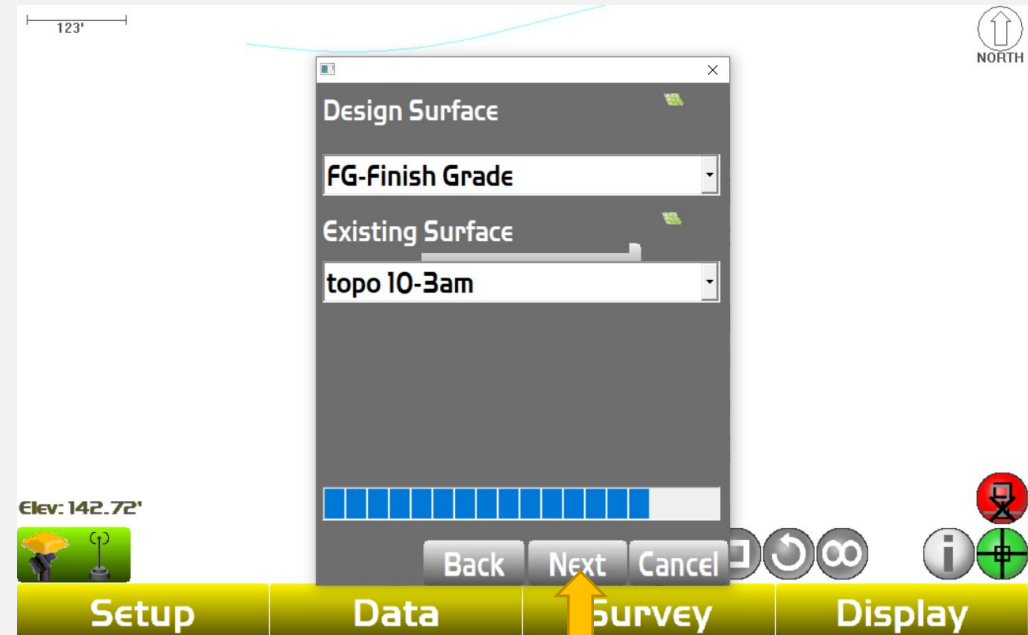 123'
NORTH
Design Surface
FG-Finish Grade
Existing Surface
topo 10-3am
Elev: 142.72'
Back Next Cancel
Setup Data Survey Display